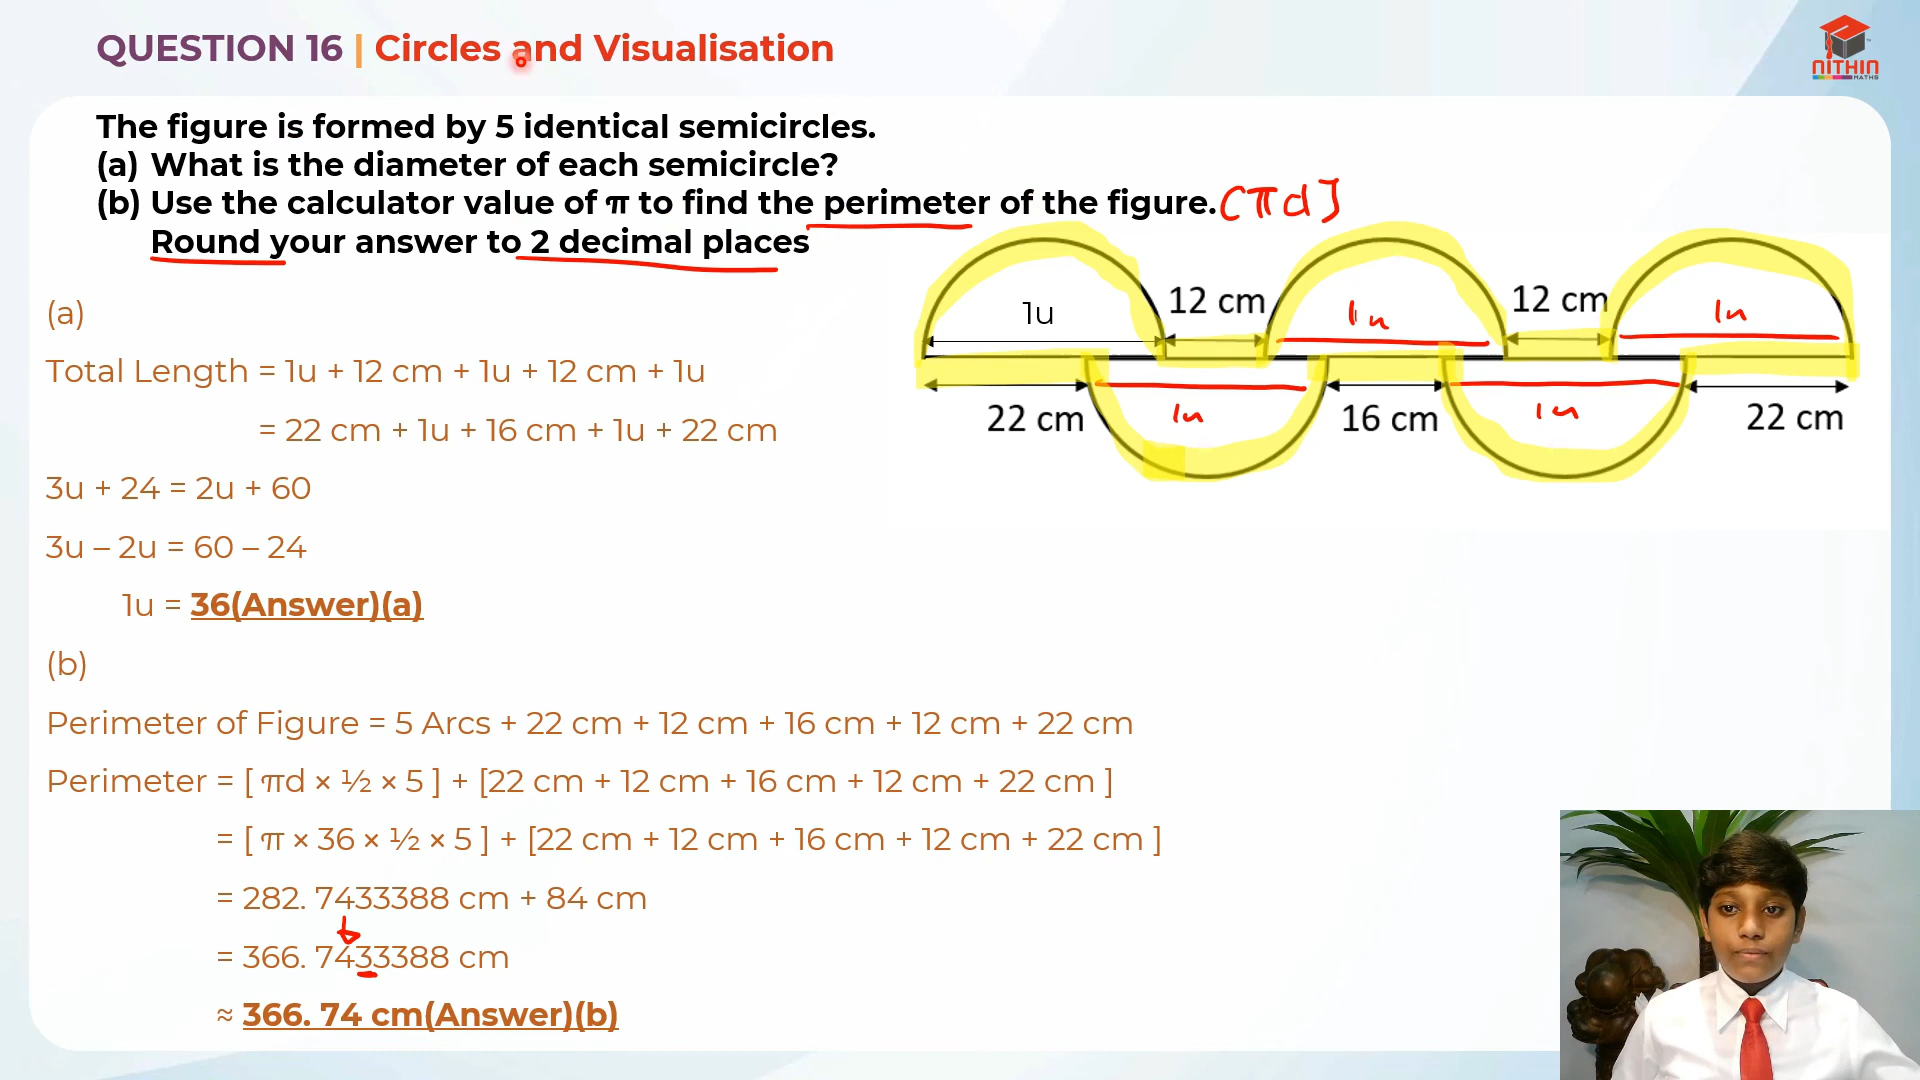 QUESTION 16 | Circles and Visualisation
NITHIN
MATHS
The figure is formed by 5 identical semicircles.
(a) What is the diameter of each semicircle?
(b) Use the calculator value of π to find the perimeter of the figure. (πd]
Round your answer to 2 decimal places
12 cm
12 cm
1u
1u
1u
22 cm
1u
16 cm
1u
22 cm
(a)
Total Length = 1u + 12 cm + 1u + 12 cm + 1u
= 22 cm + 1u + 16 cm + 1u + 22 cm
3u + 24 = 2u + 60
3u – 2u = 60 – 24
1u = 36(Answer)(a)
(b)
Perimeter of Figure = 5 Arcs + 22 cm + 12 cm + 16 cm + 12 cm + 22 cm
Perimeter = [ πd × ½ × 5 ] + [22 cm + 12 cm + 16 cm + 12 cm + 22 cm ]
= [ π × 36 × ½ × 5 ] + [22 cm + 12 cm + 16 cm + 12 cm + 22 cm ]
= 282. 7433388 cm + 84 cm
= 366. 7433388 cm
≈ 366. 74 cm(Answer)(b)